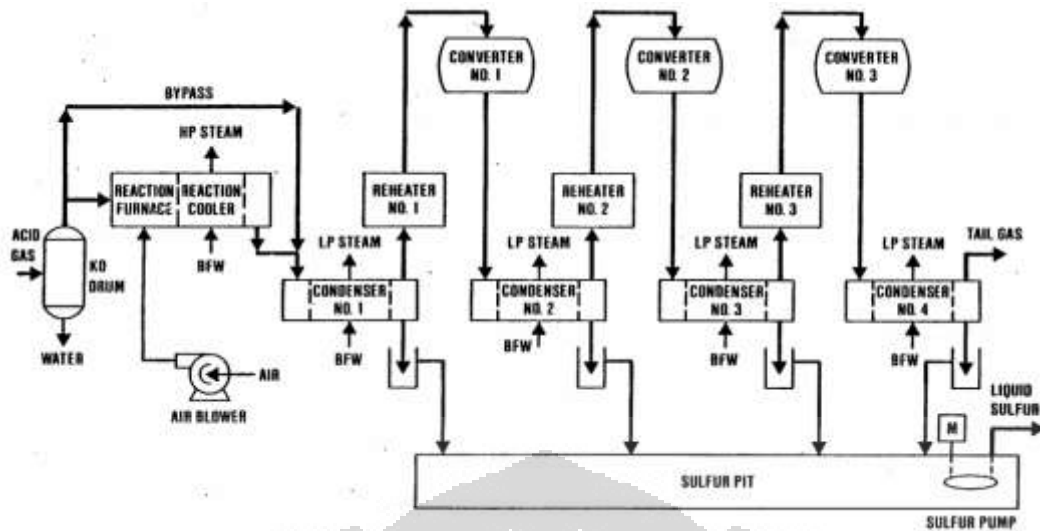 CONVERTER
NO. 1
CONVERTER
NO. 2
CONVERTER
NO. 3
BYPASS
HP STEAM
REACTION
FURNACE
REACTION
COOLER
REHEATER
NO. 1
REHEATER
NO. 2
REHEATER
NO. 3
ACID
GAS
KO
DRUM
BFW
LP STEAM
LP STEAM
LP STEAM
LP STEAM
TAIL GAS
CONDENSER
NO. 1
CONDENSER
NO. 2
CONDENSER
NO. 3
CONDENSER
NO. 4
WATER
BFW
BFW
BFW
BFW
AIR
AIR BLOWER
LIQUID
SULFUR
M
SULFUR PIT
SULFUR PUMP